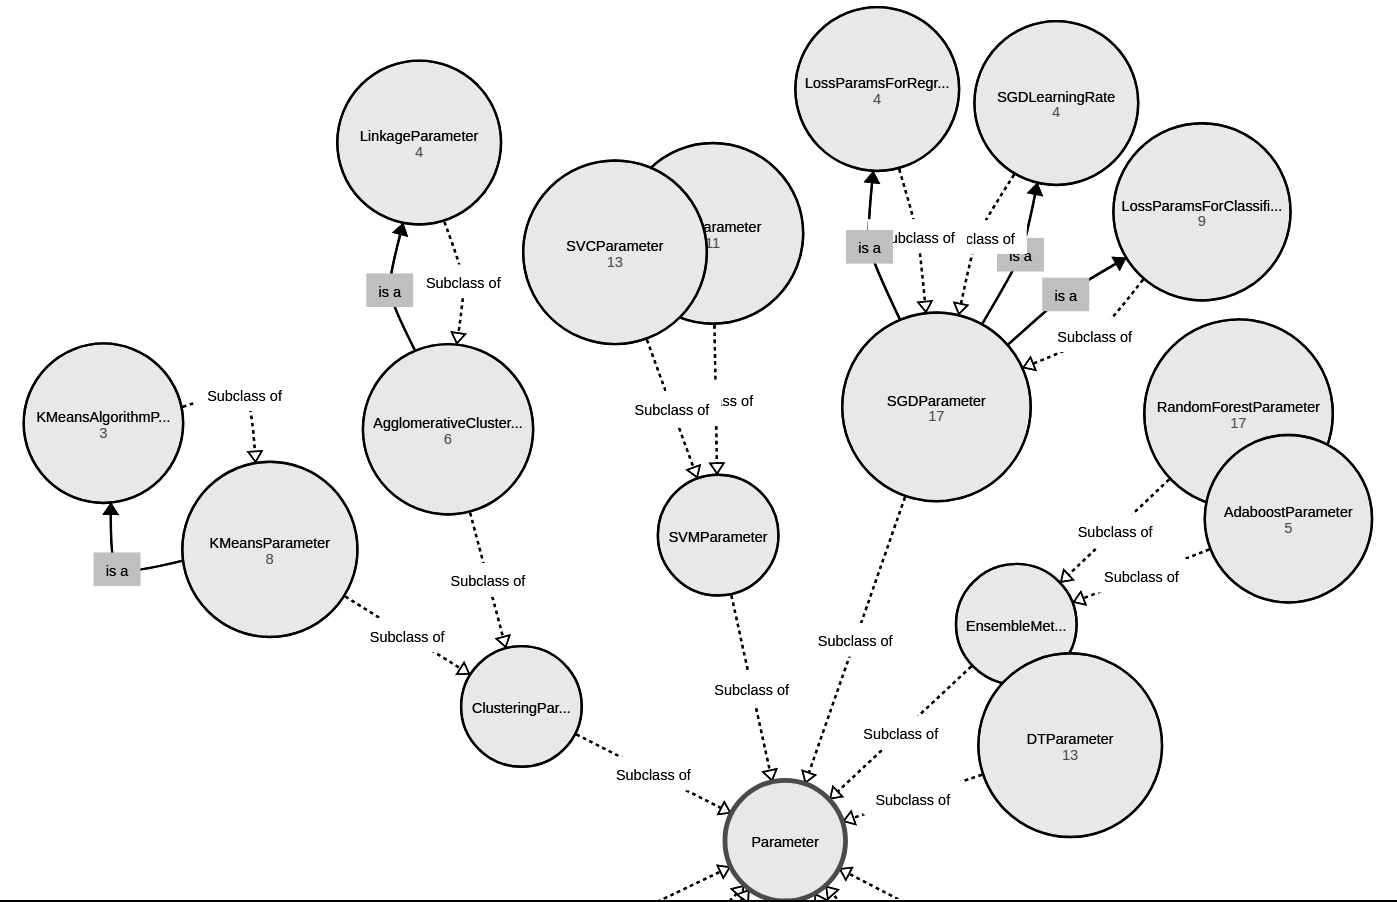 LossParamsForRegr...
4
SGDLearningRate
4
LinkageParameter
4
LossParamsForClassifi...
9
SVCParameter
13
arameter
11
is a
ubclass of
class of
is a
is a
Subclass of
is a
Subclass of
KMeansAlgorithmP...
3
Subclass of
AgglomerativeCluster...
6
Subclass of
ss of
SGDParameter
17
RandomForestParameter
17
AdaboostParameter
5
KMeansParameter
8
is a
SVMParameter
Subclass of
Subclass of
Subclass of
Subclass of
EnsembleMet...
Subclass of
Subclass of
ClusteringPar...
DTParameter
13
Subclass of
Subclass of
Subclass of
Subclass of
Parameter